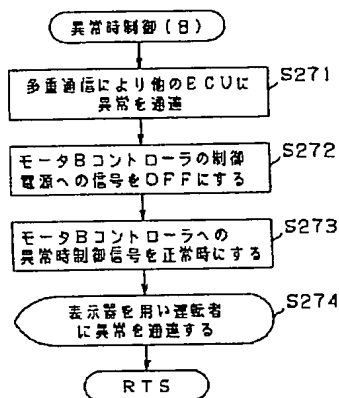 異常時制御(8)
多重通信により他のECUに
異常を通達
S271
モータBコントローラの制御
電源への信号をOFFにする
S272
モータBコントローラへの
異常時制御信号を正常時にする
S273
表示器を用い運転者
に異常を通達する
S274
RTS